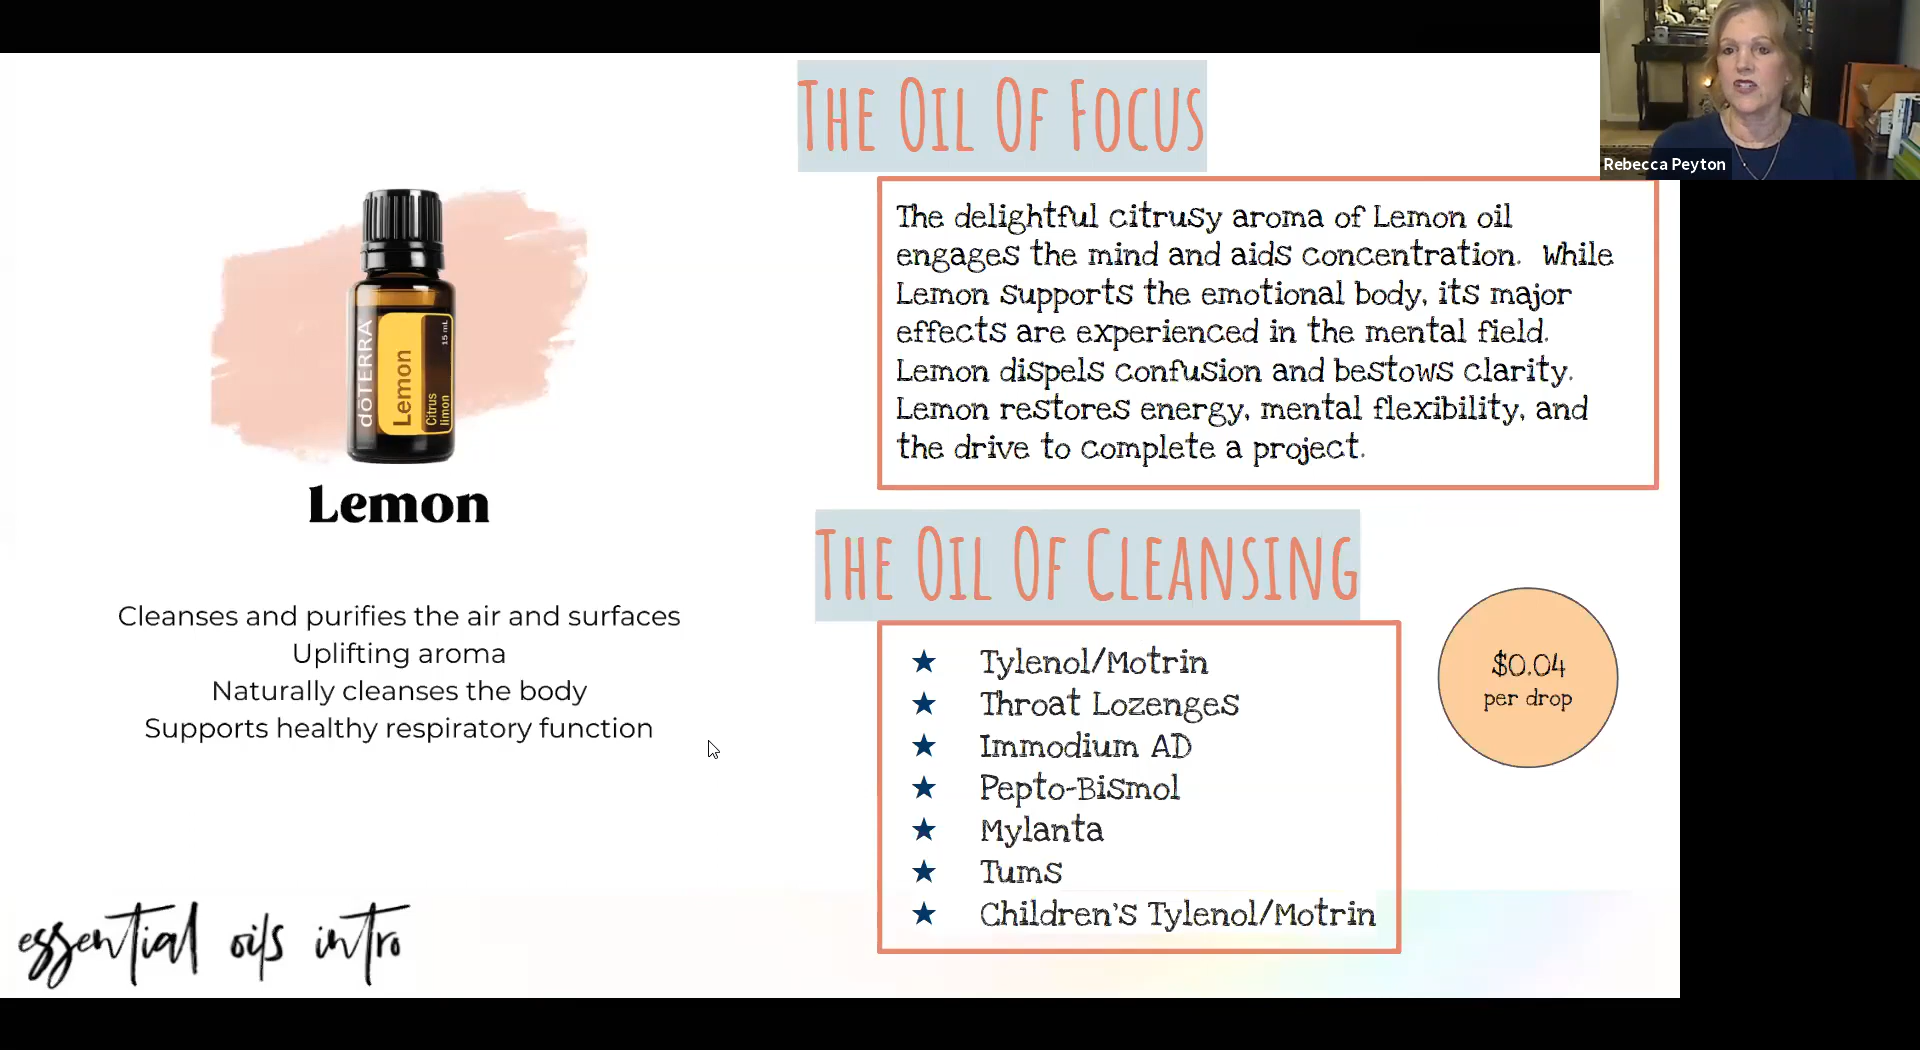 The Oil Of Focus
Rebecca Peyton
The delightful citrusy aroma of Lemon oil
engages the mind and aids concentration. While
Lemon supports the emotional body, its major
effects are experienced in the mental field.
Lemon dispels confusion and bestows clarity.
Lemon restores energy, mental flexibility, and
the drive to complete a project.
dōTERRA
Lemon
Citrus
limon
15 mL
Lemon
Cleanses and purifies the air and surfaces
Uplifting aroma
Naturally cleanses the body
Supports healthy respiratory function
The Oil Of Cleansing
★ Tylenol/Motrin
★ Throat Lozenges
★ Immodium AD
★ Pepto-Bismol
★ Mylanta
★ Tums
★ Children's Tylenol/Motrin
$0.04
per drop
essential oils intro